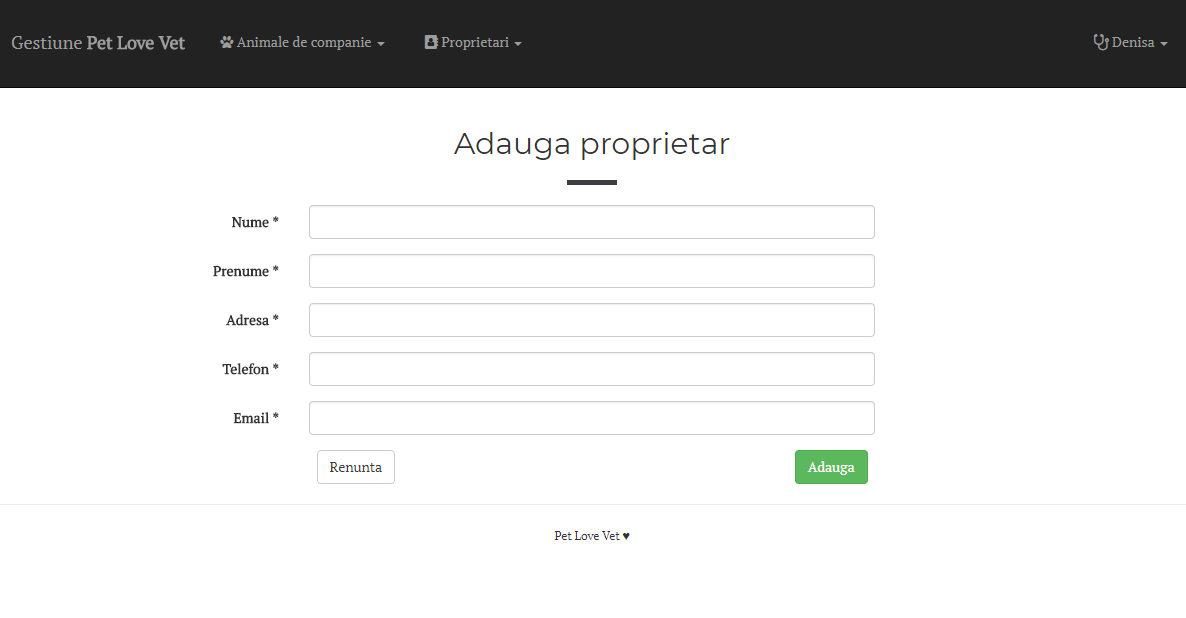 Gestiune Pet Love Vet Animale de companie Proprietari Denisa
Adauga proprietar
Nume *
Prenume *
Adresa *
Telefon *
Email *
Renunta Adauga
Pet Love Vet ♥